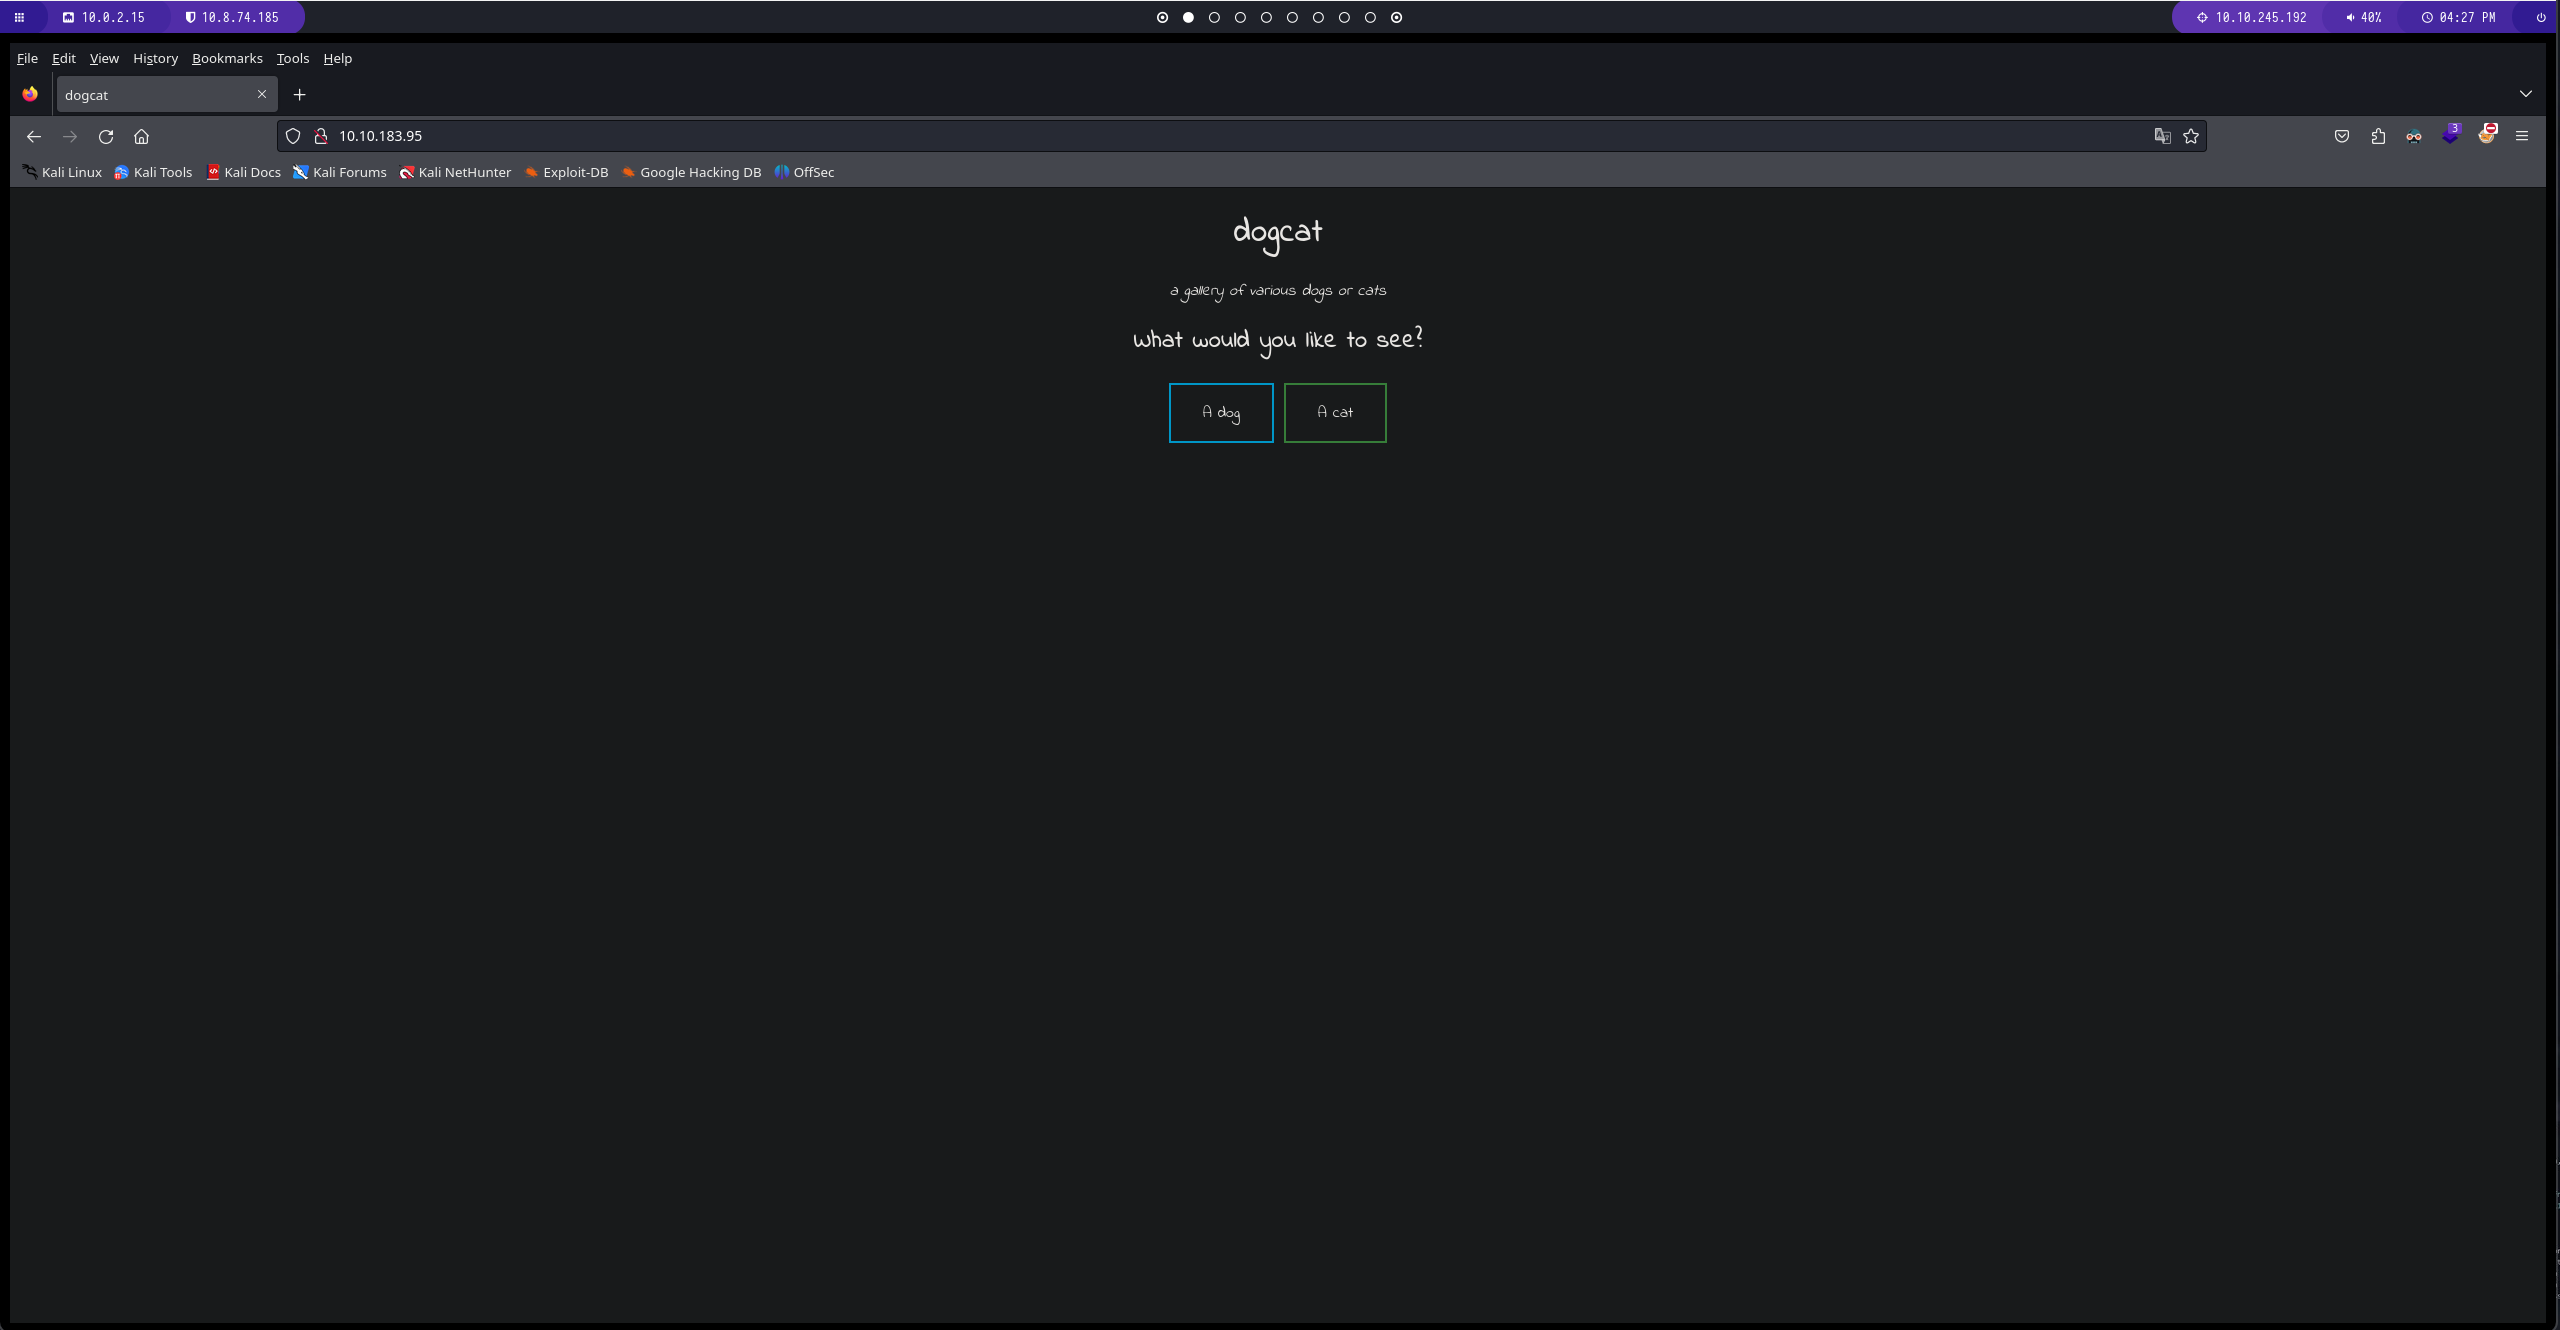 10.0.2.15 10.8.74.185 10.10.245.192 40% 04:27 PM
File Edit View History Bookmarks Tools Help
dogcat
10.10.183.95
3
Kali Linux Kali Tools Kali Docs Kali Forums Kali NetHunter Exploit-DB Google Hacking DB OffSec
dogcat
a gallery of various dogs or cats
What would you like to see?
A dog A cat